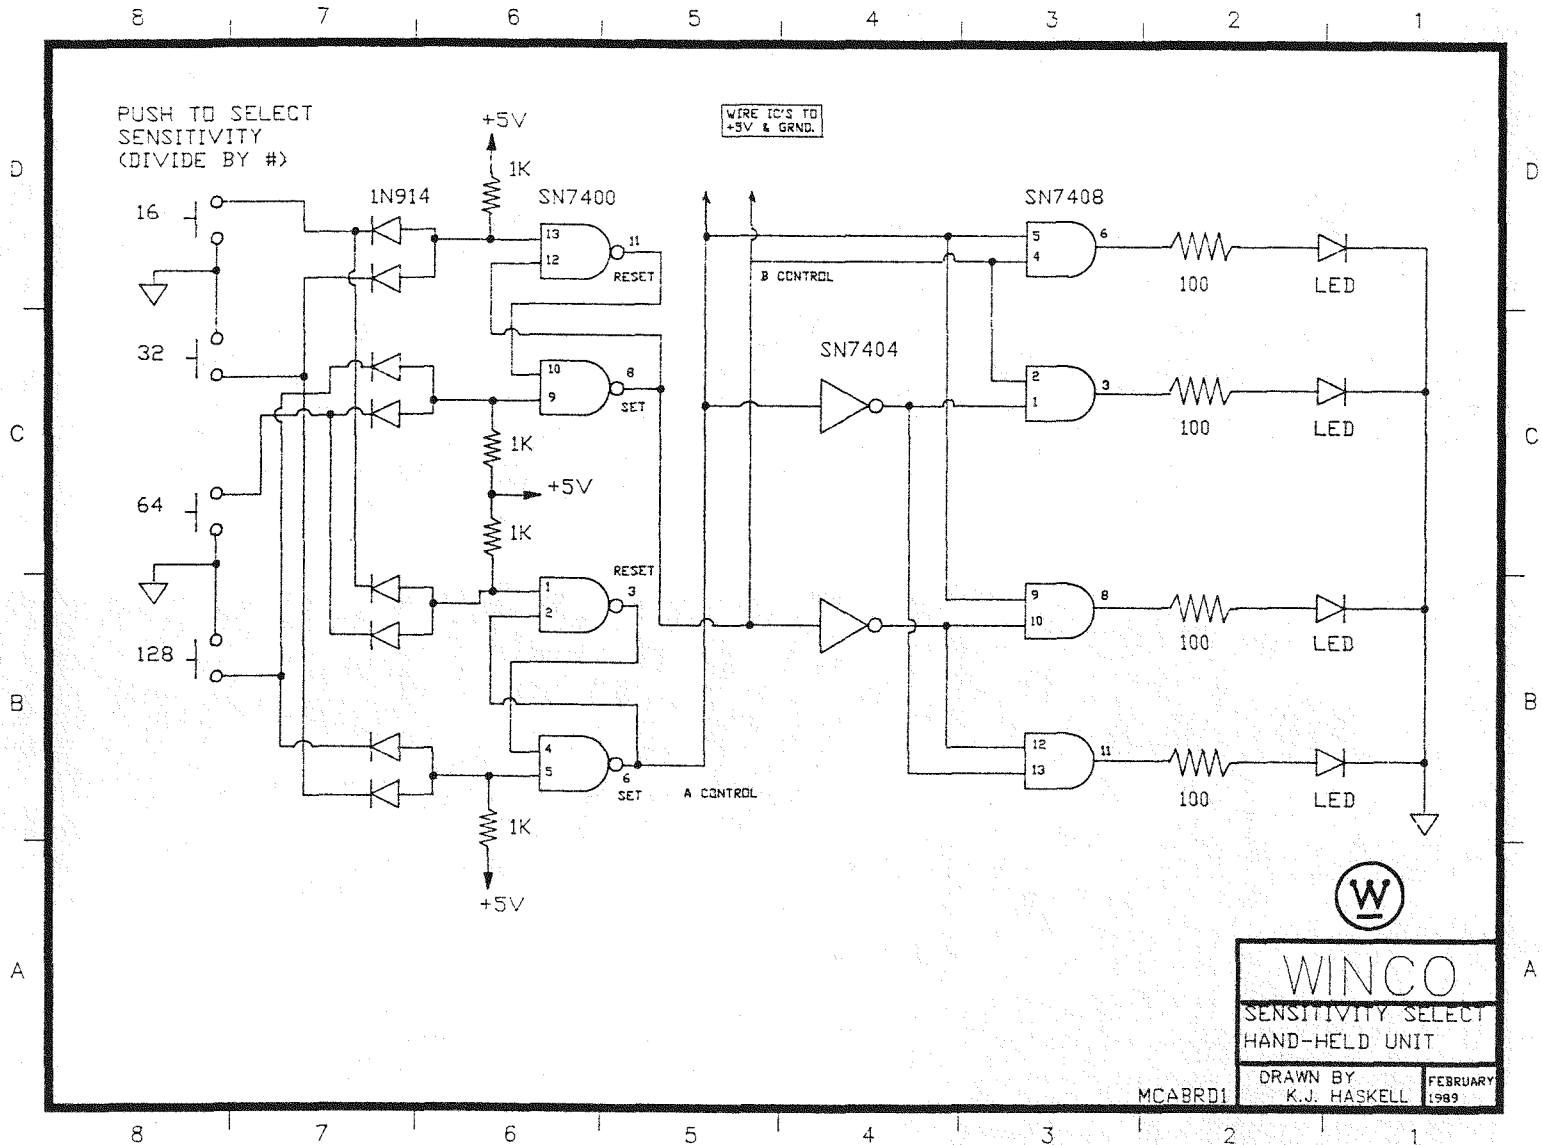 8 7 6 5 4 3 2 1
PUSH TO SELECT
SENSITIVITY
(DIVIDE BY #)
+5V
WIRE IC'S TO
+5V & GRND.
D
D
1K
1N914
SN7400
SN7408
16
13
12
11
RESET
5
4
6
B CONTROL
100
LED
32
SN7404
10
9
8
SET
2
1
3
100
LED
C
C
1K
+5V
64
1K
RESET
1
2
3
9
10
8
100
LED
128
B
B
4
5
6
SET
A CONTROL
12
13
11
100
LED
1K
+5V
W
A
A
WINCO
SENSITIVITY SELECT
HAND-HELD UNIT
MCABRD1
DRAWN BY
K.J. HASKELL
FEBRUARY
1989
8 7 6 5 4 3 2 1